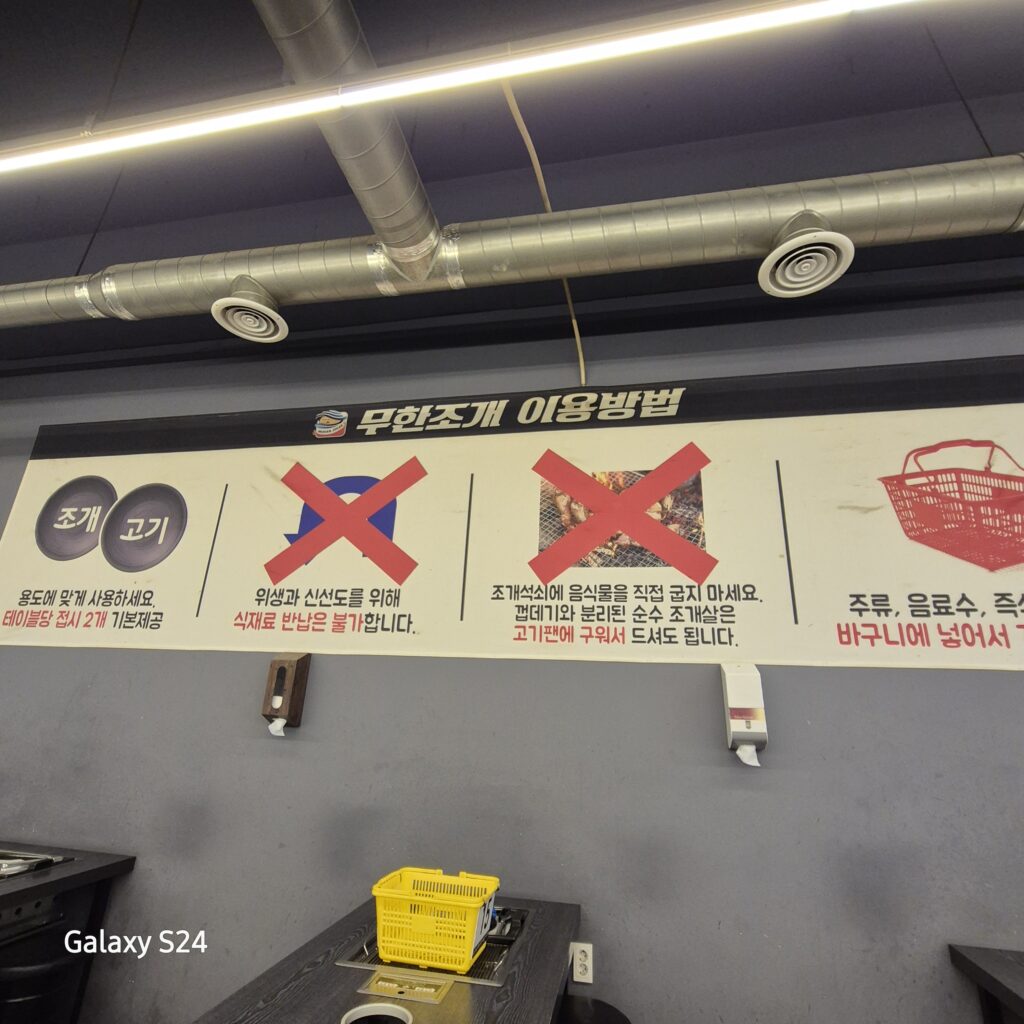 무한조개 이용방법
조개
고기
용도에 맞게 사용하세요.
테이블당 접시 2개 기본제공
위생과 신선도를 위해
식재료 반납은 불가합니다.
조개석쇠에 음식물을 직접 굽지 마세요.
껍데기와 분리된 순수 조개살은
고기팬에 구워서 드셔도 됩니다.
주류, 음료수,
바구니에 넣어서
Galaxy S24